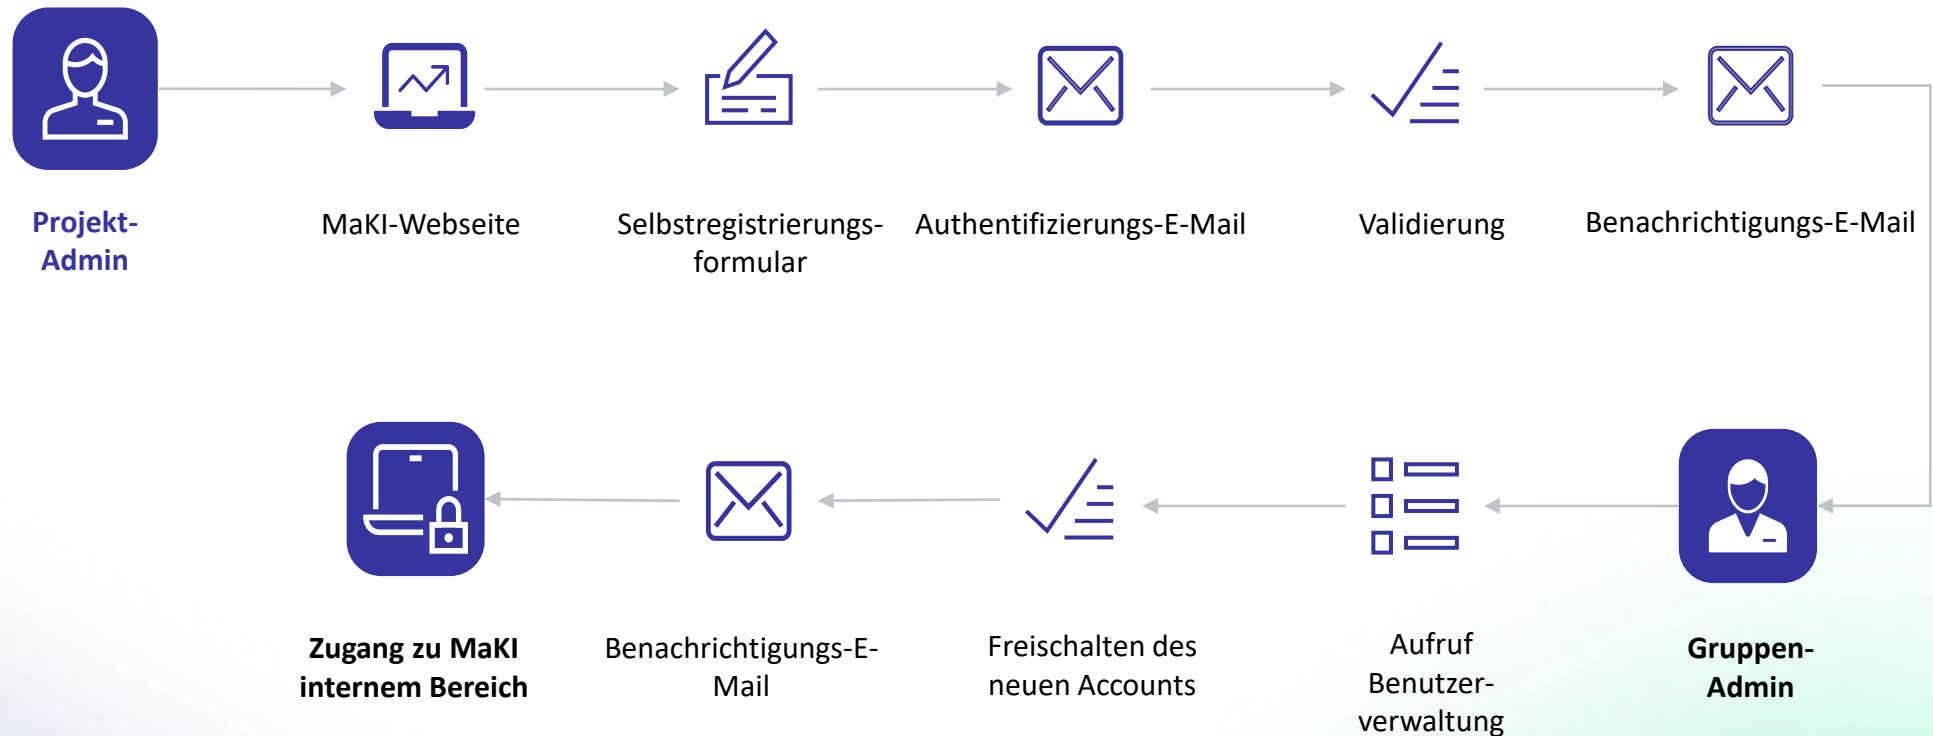 Projekt-
Admin
MaKI-Webseite
Selbstregistrierungs-
formular
Authentifizierungs-E-Mail
Validierung
Benachrichtigungs-E-Mail
Zugang zu MaKI
internem Bereich
Benachrichtigungs-E-
Mail
Freischalten des
neuen Accounts
Aufruf
Benutzer-
verwaltung
Gruppen-
Admin